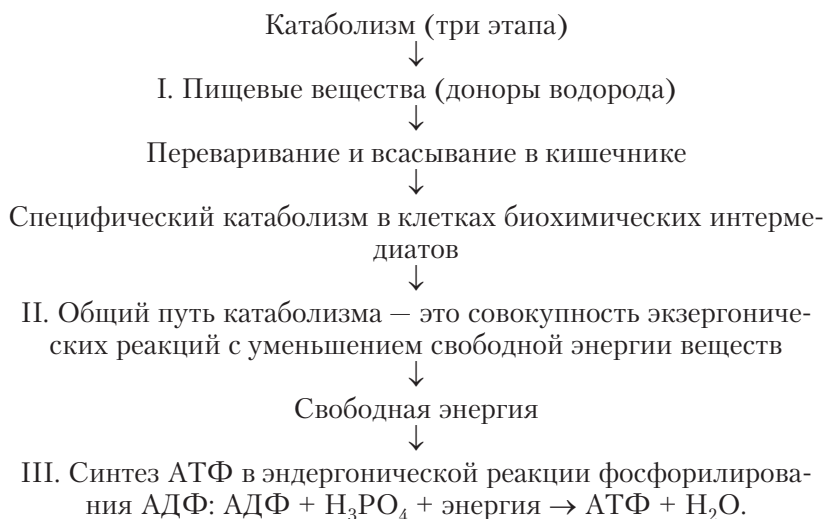 Катаболизм (три этапа)
↓
I. Пищевые вещества (доноры водорода)
↓
Переваривание и всасывание в кишечнике
↓
Специфический катаболизм в клетках биохимических интерме-
диатов
↓
II. Общий путь катаболизма — это совокупность экзергониче-
ских реакций с уменьшением свободной энергии веществ
↓
Свободная энергия
↓
III. Синтез АТФ в эндергонической реакции фосфорилирова-
ния АДФ: АДФ + H₃PO₄ + энергия → АТФ + H₂O.